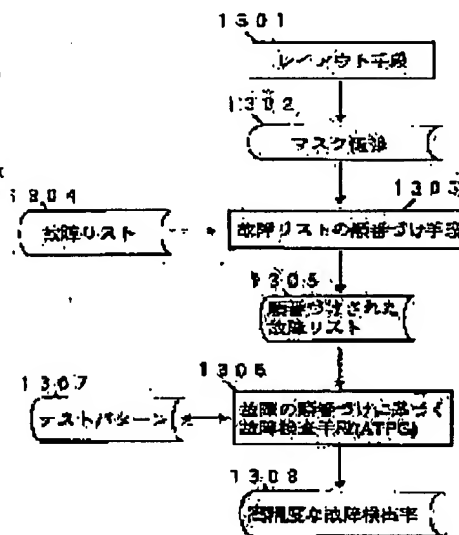 1301
レイアウト手段
1302
マスク情報
1304
故障リスト
1303
故障リストの順番づけ手段
1305
順番づけされた
故障リスト
1306
故障の順番づけに基づく
故障検査手段(ATPG)
1307
テストパターン
1308
高精度な故障検出率